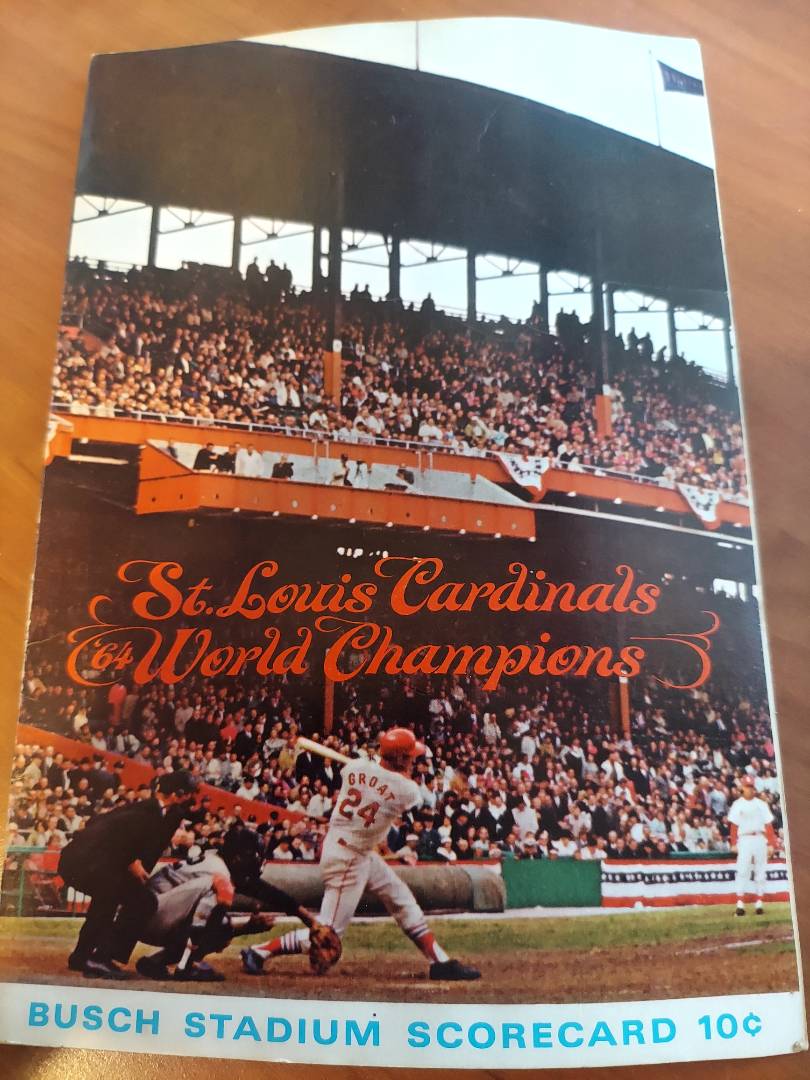 St. Louis Cardinals
'64 World Champions
GROAT
24
BUSCH STADIUM SCORECARD 10¢